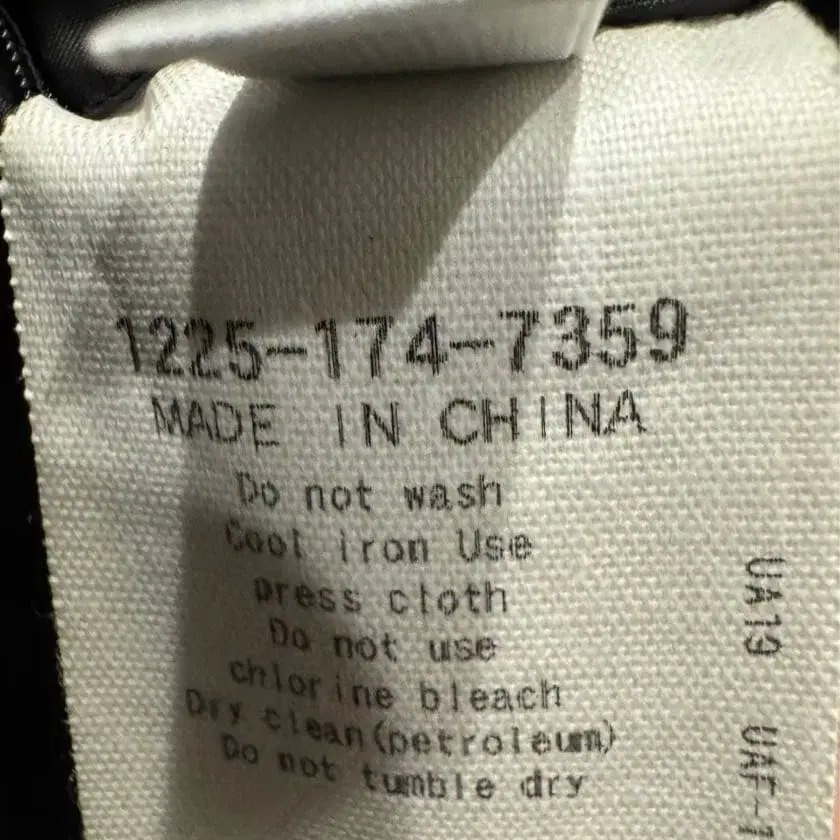 1225-174-7359
MADE IN CHINA
Do not wash
Cool iron Use
press cloth
Do not use
chlorine bleach
Dry clean(petroleum)
Do not tumble dry
UA19